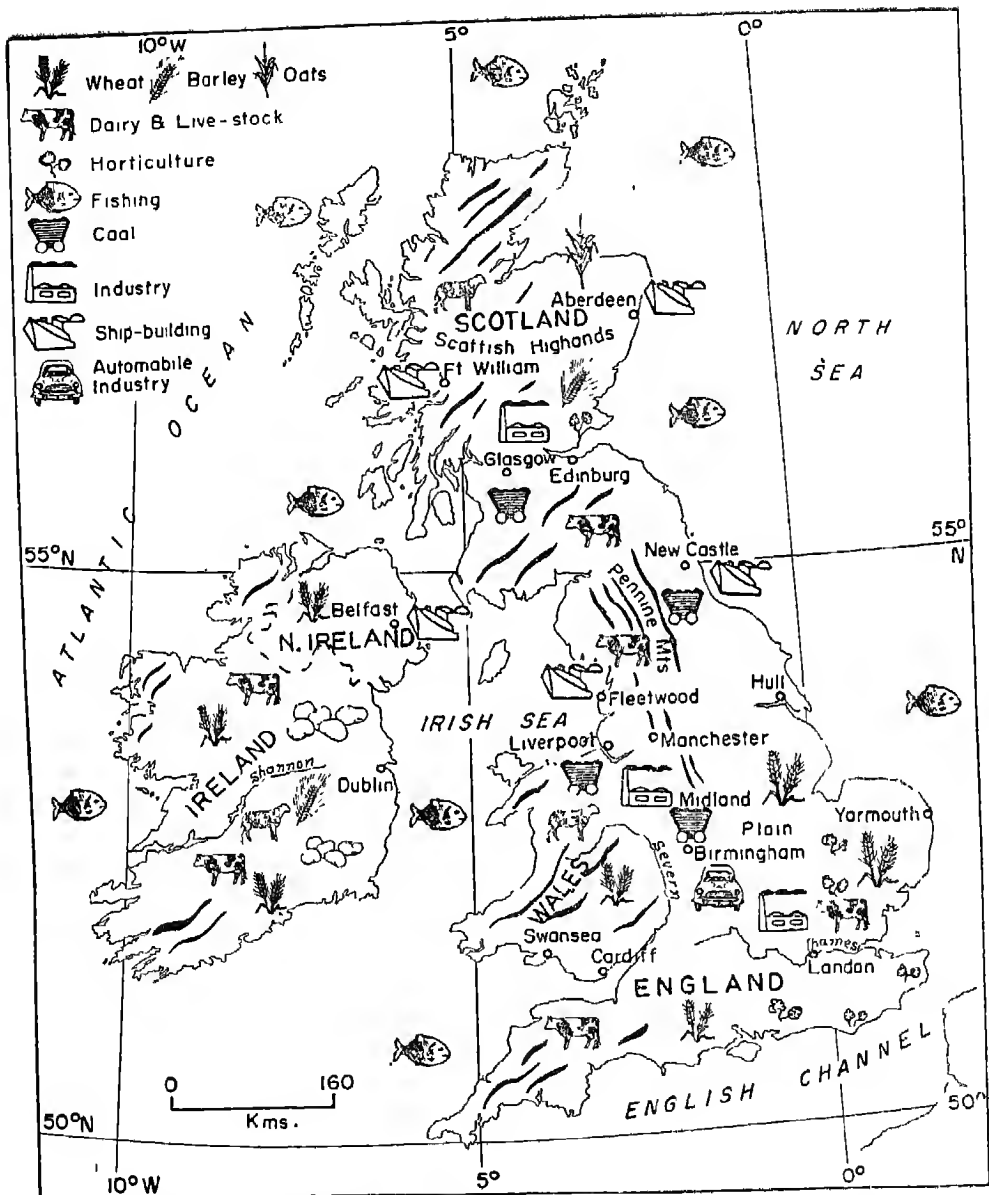 10°W 5° 0°
Wheat Barley Oats
Dairy & Live-stock
Horticulture
Fishing
Coal
Industry
Ship-building
Automobile
Industry
ATLANTIC OCEAN
NORTH
SEA
Aberdeen
SCOTLAND
Scottish Highands
Ft William
Glasgow
Edinburg
55°N
55°
N
New Castle
Pennine Mts
Belfast
N. IRELAND
Fleetwood
Hull
IRISH SEA
Liverpool
Manchester
IRELAND
Shannon
Dublin
Midland
Plain
Yarmouth
Birmingham
Severn
WALES
Swansea
Cardiff
Thames
London
ENGLAND
0 160
Kms.
ENGLISH CHANNEL
50°N
50°
10°W 5° 0°